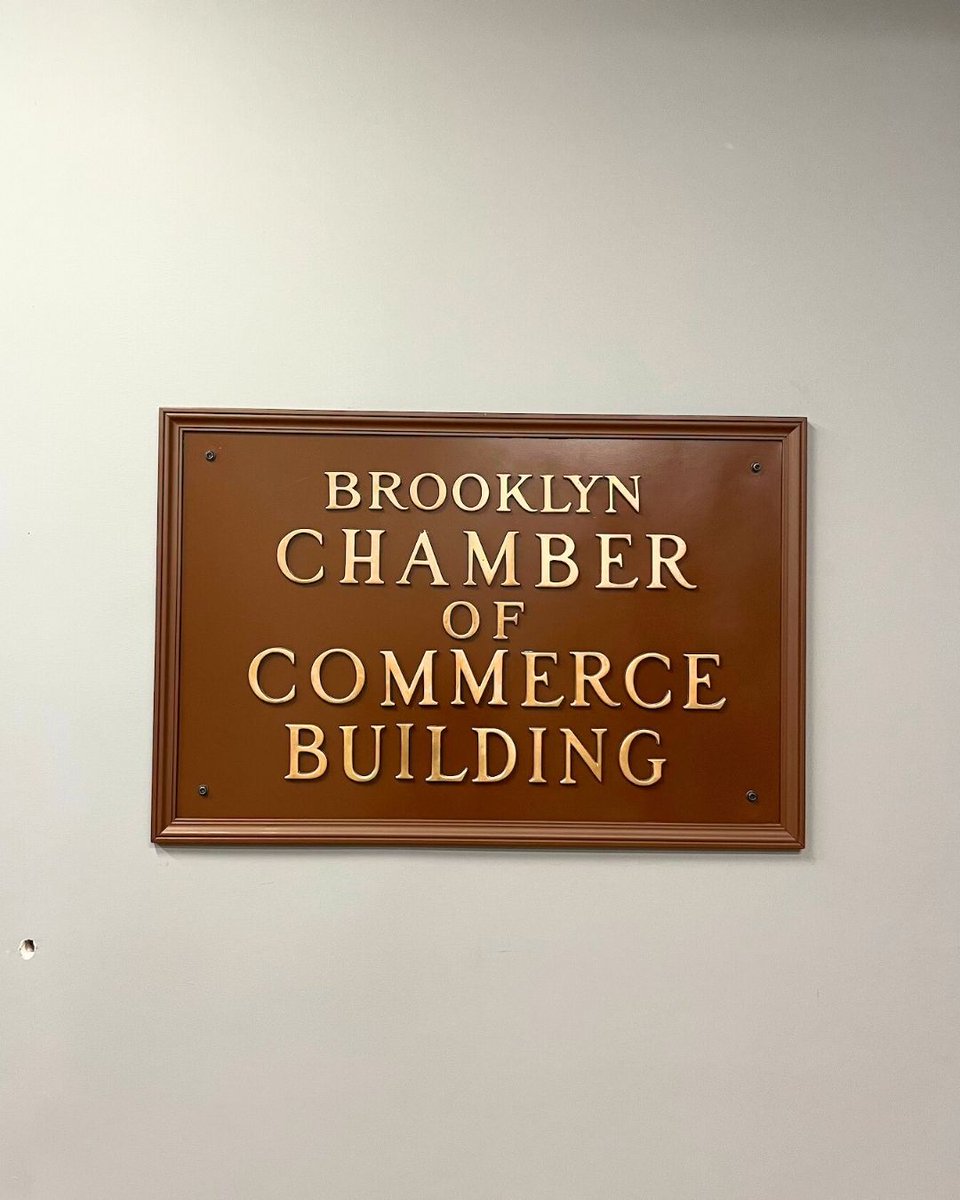 BROOKLYN
CHAMBER
OF
COMMERCE
BUILDING